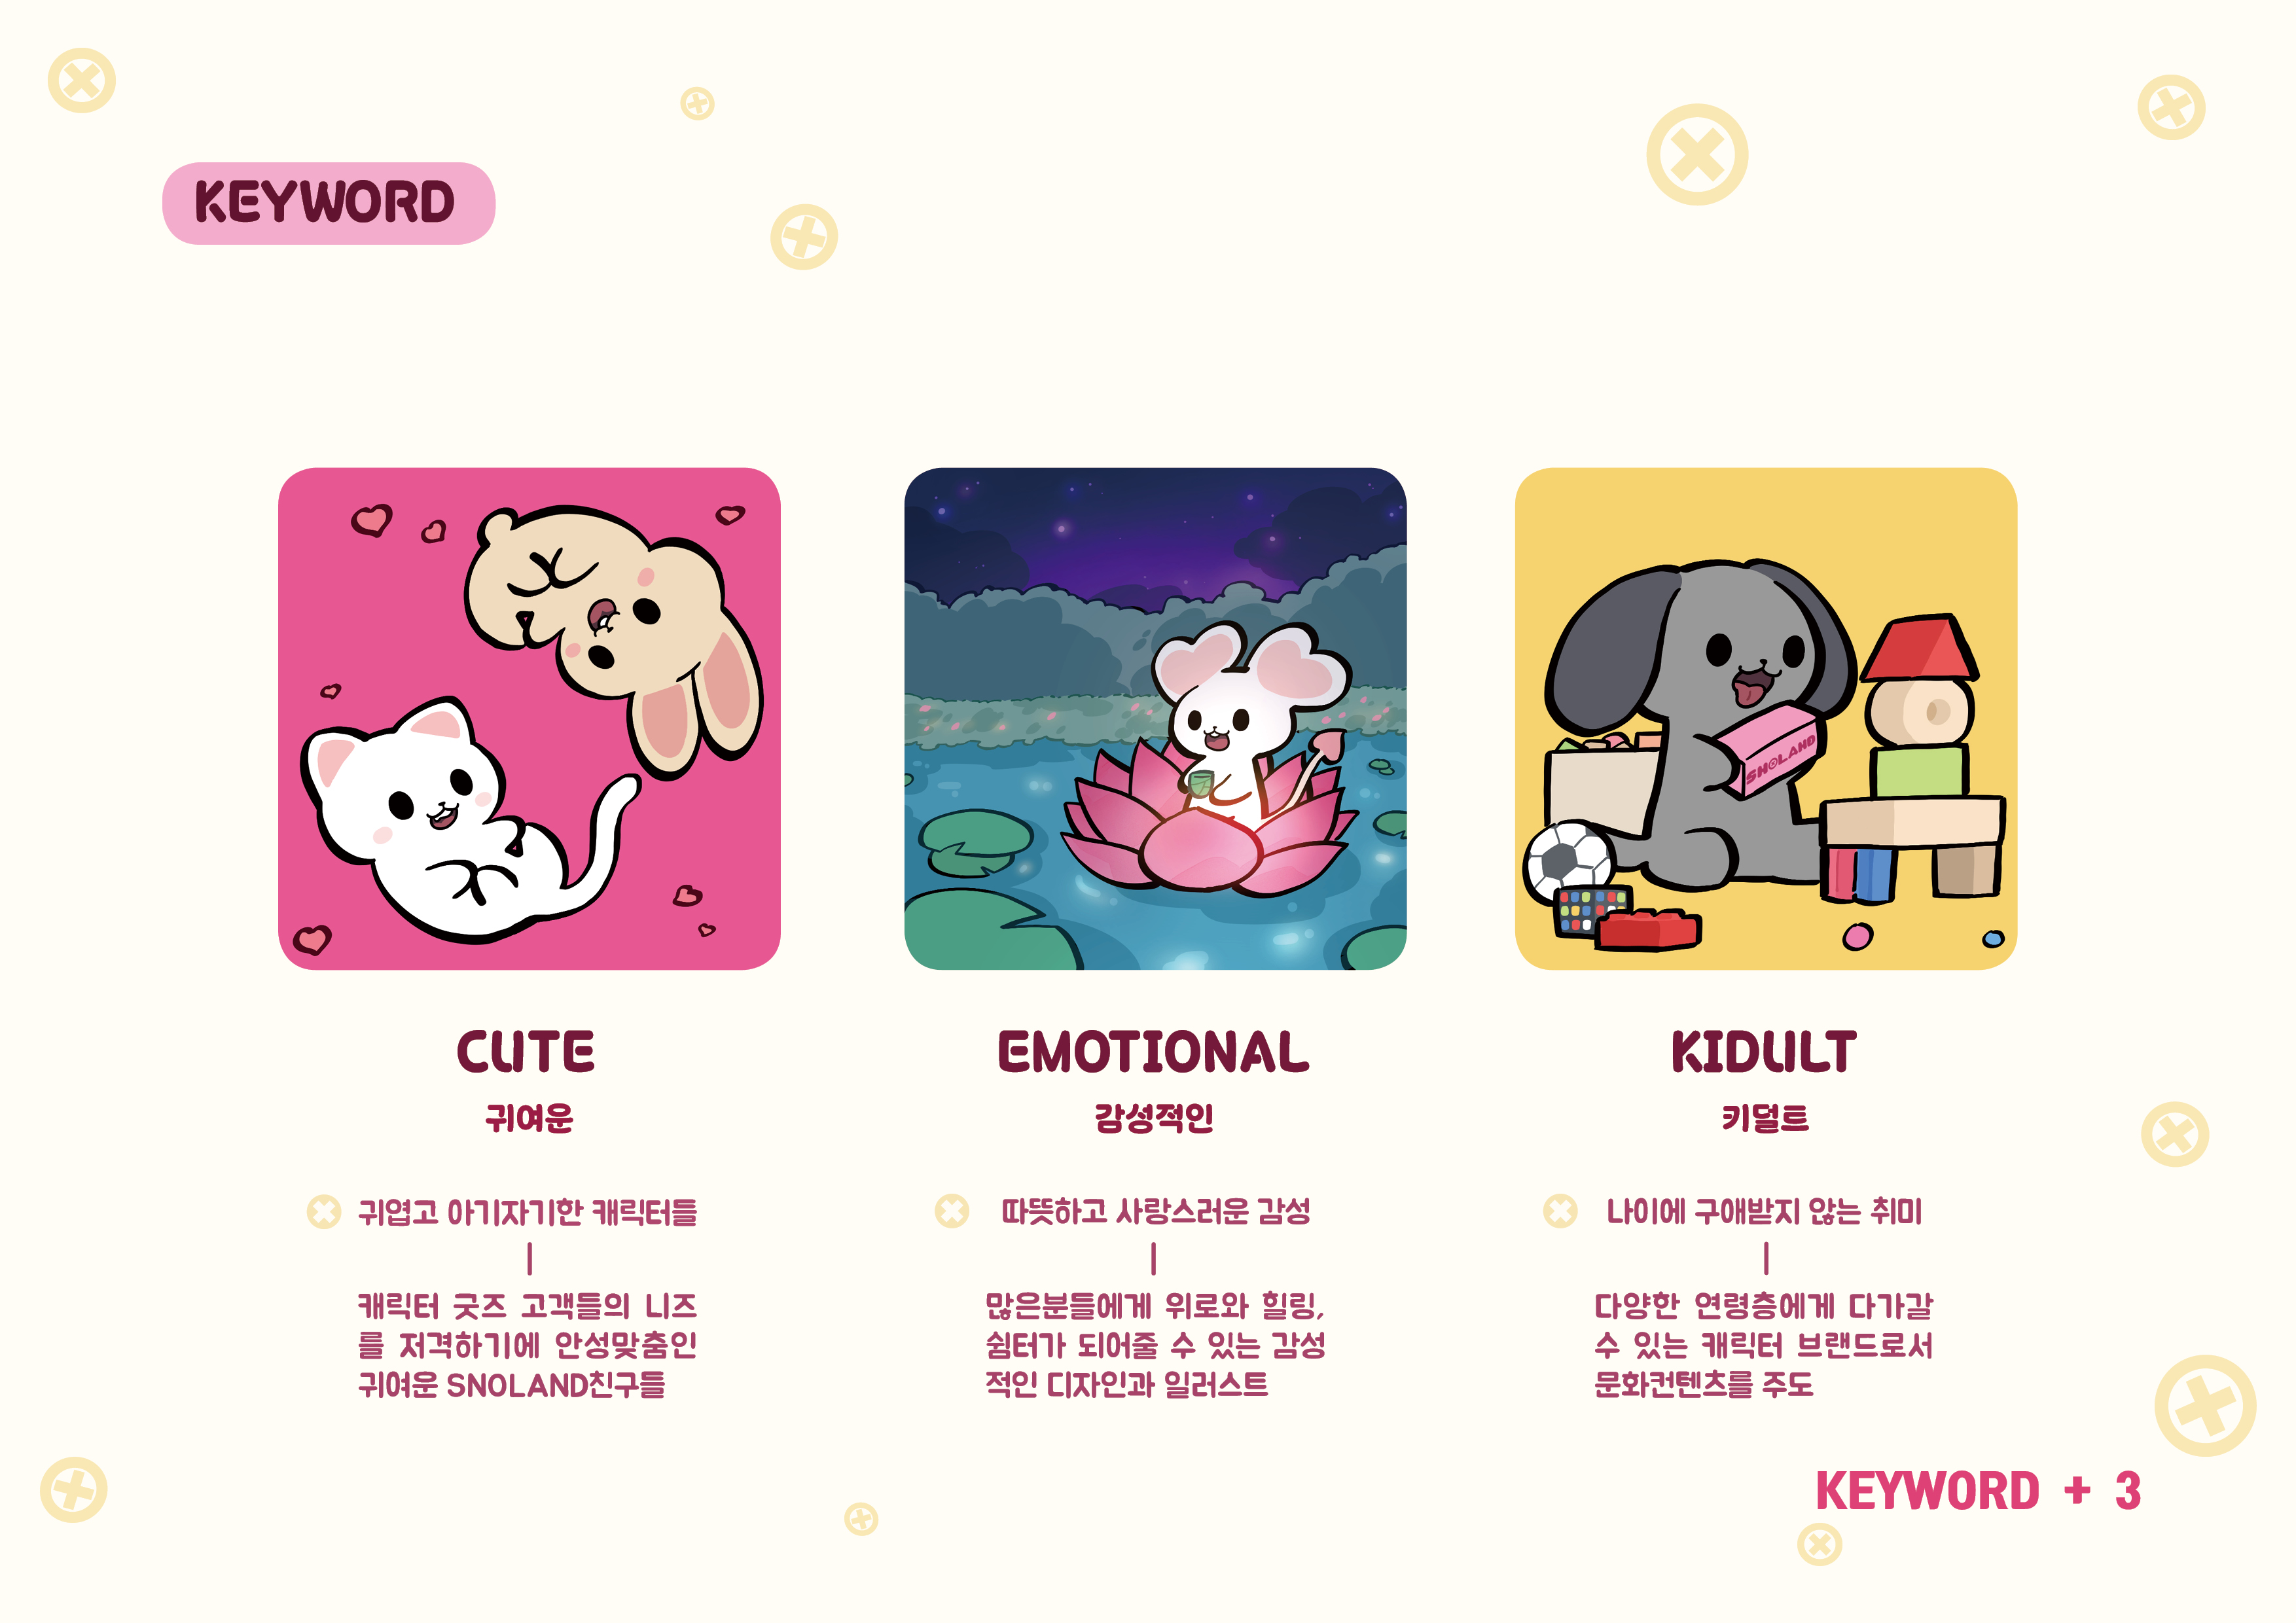 KEYWORD
SNOLAND
CUTE
귀여운
귀엽고 아기자기한 캐릭터들
캐릭터 굿즈 고객들의 니즈
를 저격하기에 안성맞춤인
귀여운 SNOLAND친구들
EMOTIONAL
감성적인
따뜻하고 사랑스러운 감성
많은분들에게 위로와 힐링,
쉼터가 되어줄 수 있는 감성
적인 디자인과 일러스트
KIDULT
키덜트
나이에 구애받지 않는 취미
다양한 연령층에게 다가갈
수 있는 캐릭터 브랜드로서
문화컨텐츠를 주도
KEYWORD + 3